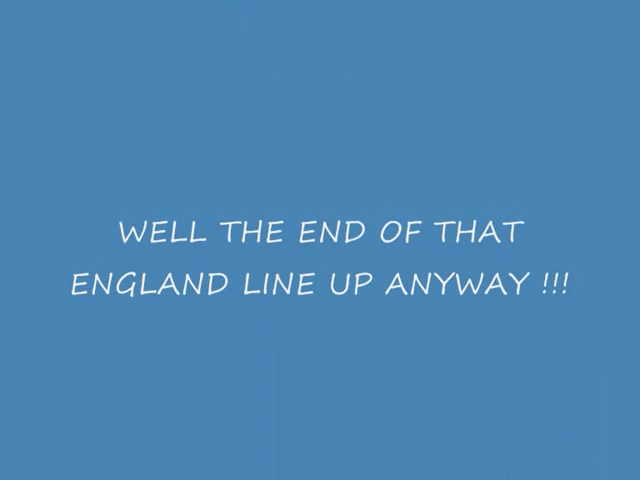 WELL THE END OF THAT
ENGLAND LINE UP ANYWAY !!!